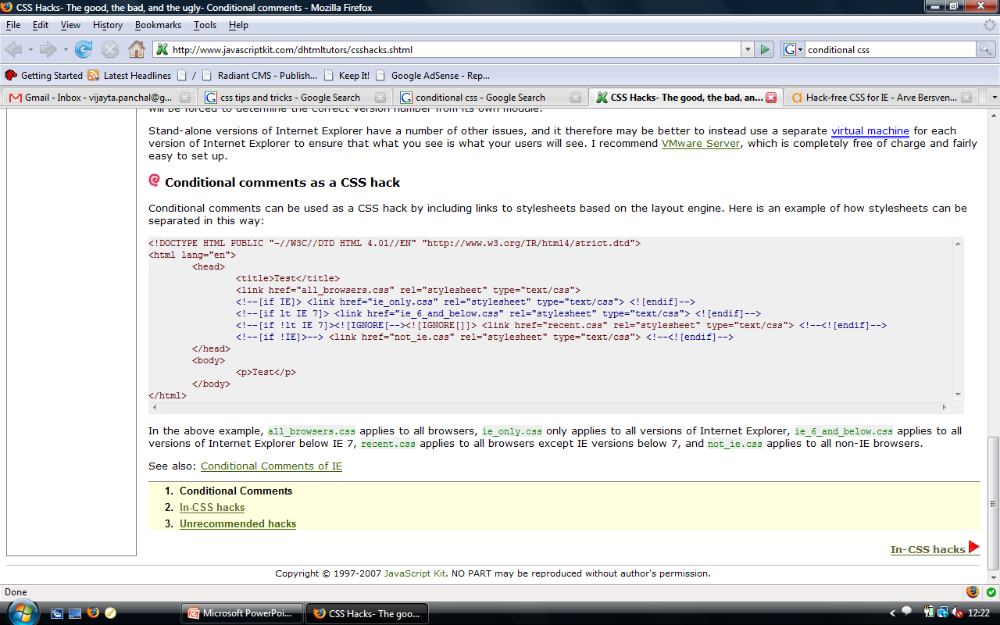 CSS Hacks- The good, the bad, and the ugly- Conditional comments - Mozilla Firefox
File Edit View History Bookmarks Tools Help
http://www.javascriptkit.com/dhtmltutors/csshacks.shtml
conditional css
Getting Started Latest Headlines / Radiant CMS - Publish... Keep It! Google AdSense - Rep...
Gmail - Inbox - vijayta.panchal@g... css tips and tricks - Google Search conditional css - Google Search CSS Hacks- The good, the bad, an... Hack-free CSS for IE - Arve Bersven...
will be forced to determine the correct version number from its own module.
Stand-alone versions of Internet Explorer have a number of other issues, and it therefore may be better to instead use a separate virtual machine for each
version of Internet Explorer to ensure that what you see is what your users will see. I recommend VMware Server, which is completely free of charge and fairly
easy to set up.
Conditional comments as a CSS hack
Conditional comments can be used as a CSS hack by including links to stylesheets based on the layout engine. Here is an example of how stylesheets can be
separated in this way:
<!DOCTYPE HTML PUBLIC "-//W3C//DTD HTML 4.01//EN" "http://www.w3.org/TR/html4/strict.dtd">
<html lang="en">
<head>
<title>Test</title>
<link href="all_browsers.css" rel="stylesheet" type="text/css">
<!--[if IE]> <link href="ie_only.css" rel="stylesheet" type="text/css"> <![endif]-->
<!--[if lt IE 7]> <link href="ie_6_and_below.css" rel="stylesheet" type="text/css"> <![endif]-->
<!--[if !lt IE 7]><![IGNORE[--><![IGNORE[]]> <link href="recent.css" rel="stylesheet" type="text/css"> <!--<![endif]-->
<!--[if !IE]>--> <link href="not_ie.css" rel="stylesheet" type="text/css"> <!--<![endif]-->
</head>
<body>
<p>Test</p>
</body>
</html>
In the above example, all_browsers.css applies to all browsers, ie_only.css only applies to all versions of Internet Explorer, ie_6_and_below.css applies to all
versions of Internet Explorer below IE 7, recent.css applies to all browsers except IE versions below 7, and not_ie.css applies to all non-IE browsers.
See also: Conditional Comments of IE
1. Conditional Comments
2. In-CSS hacks
3. Unrecommended hacks
In-CSS hacks
Copyright © 1997-2007 JavaScript Kit. NO PART may be reproduced without author's permission.
Done
Microsoft PowerPoi... CSS Hacks- The goo... 12:22